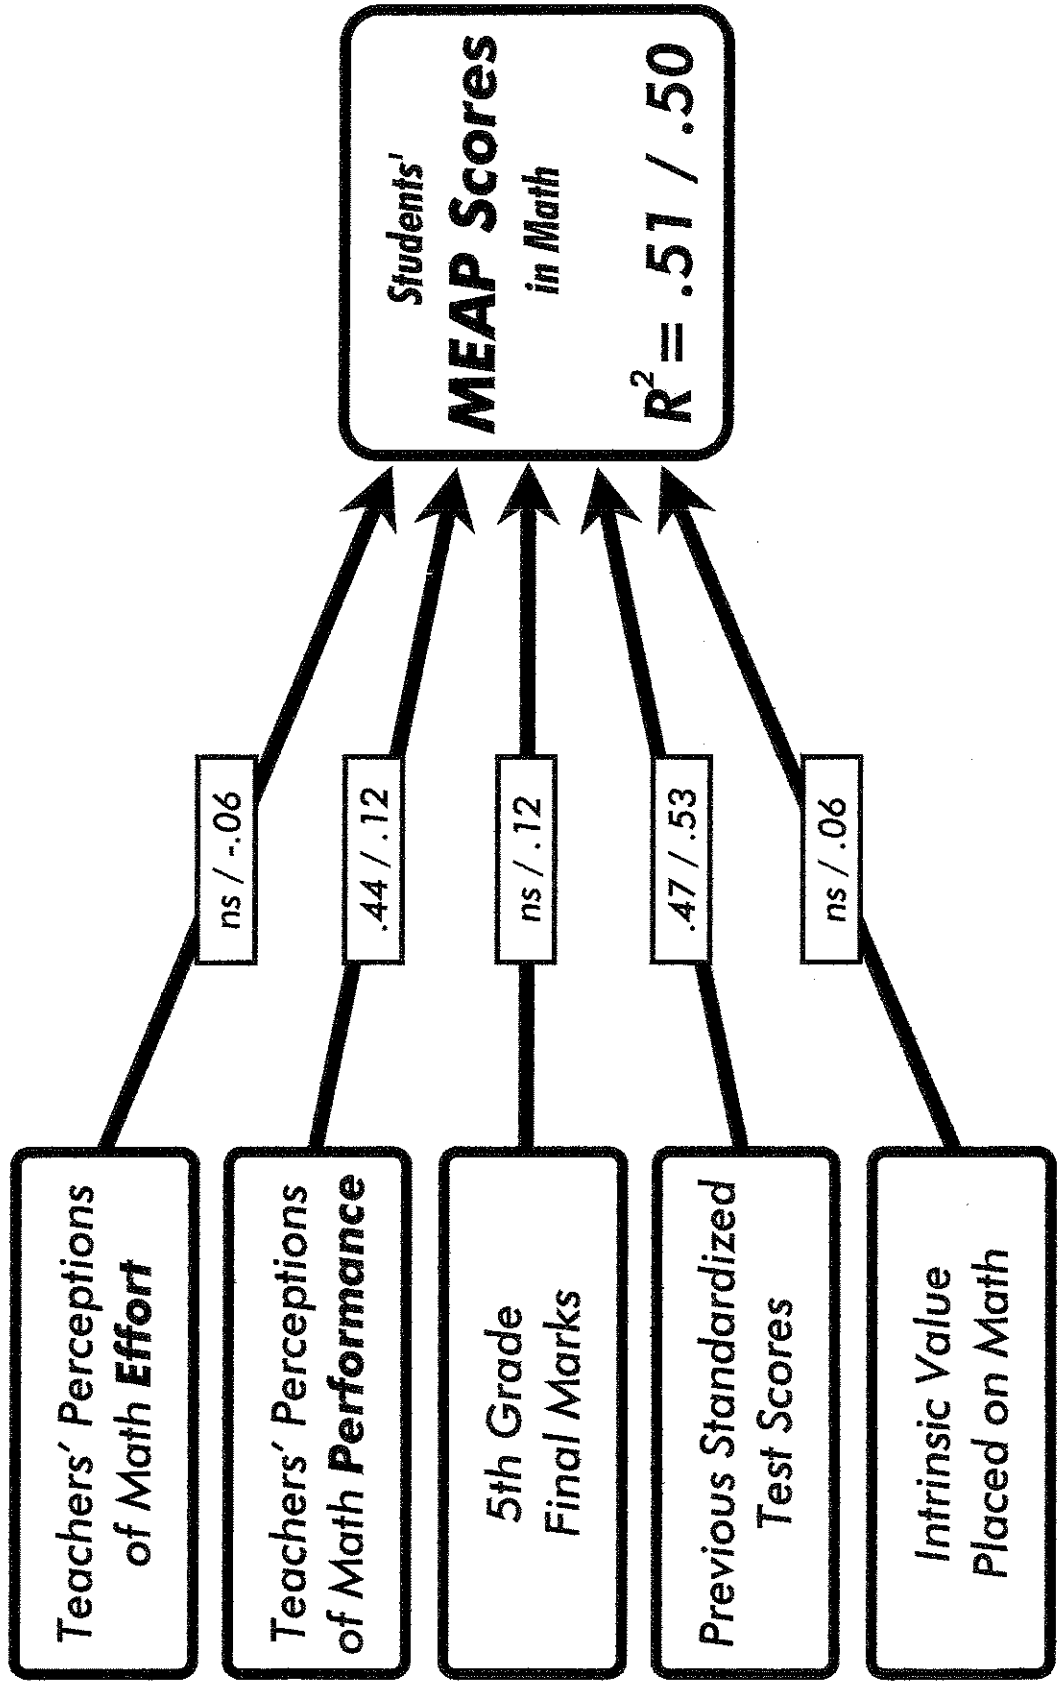 Teachers' Perceptions
of Math Effort
Teachers' Perceptions
of Math Performance
5th Grade
Final Marks
Previous Standardized
Test Scores
Intrinsic Value
Placed on Math
ns / -.06
.44 / .12
ns / .12
.47 / .53
ns / .06
Students'
MEAP Scores
in Math
R² = .51 / .50